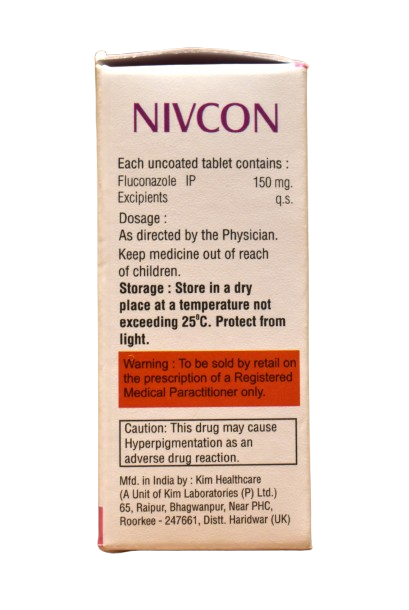 NIVCON
Each uncoated tablet contains :
Fluconazole IP 150 mg.
Excipients q.s.
Dosage :
As directed by the Physician.
Keep medicine out of reach
of children.
Storage : Store in a dry
place at a temperature not
exceeding 25⁰C. Protect from
light.
Warning : To be sold by retail on
the prescription of a Registered
Medical Paractitioner only.
Caution: This drug may cause
Hyperpigmentation as an
adverse drug reaction.
Mfd. in India by : Kim Healthcare
(A Unit of Kim Laboratories (P) Ltd.)
65, Raipur, Bhagwanpur, Near PHC,
Roorkee - 247661, Distt. Haridwar (UK)